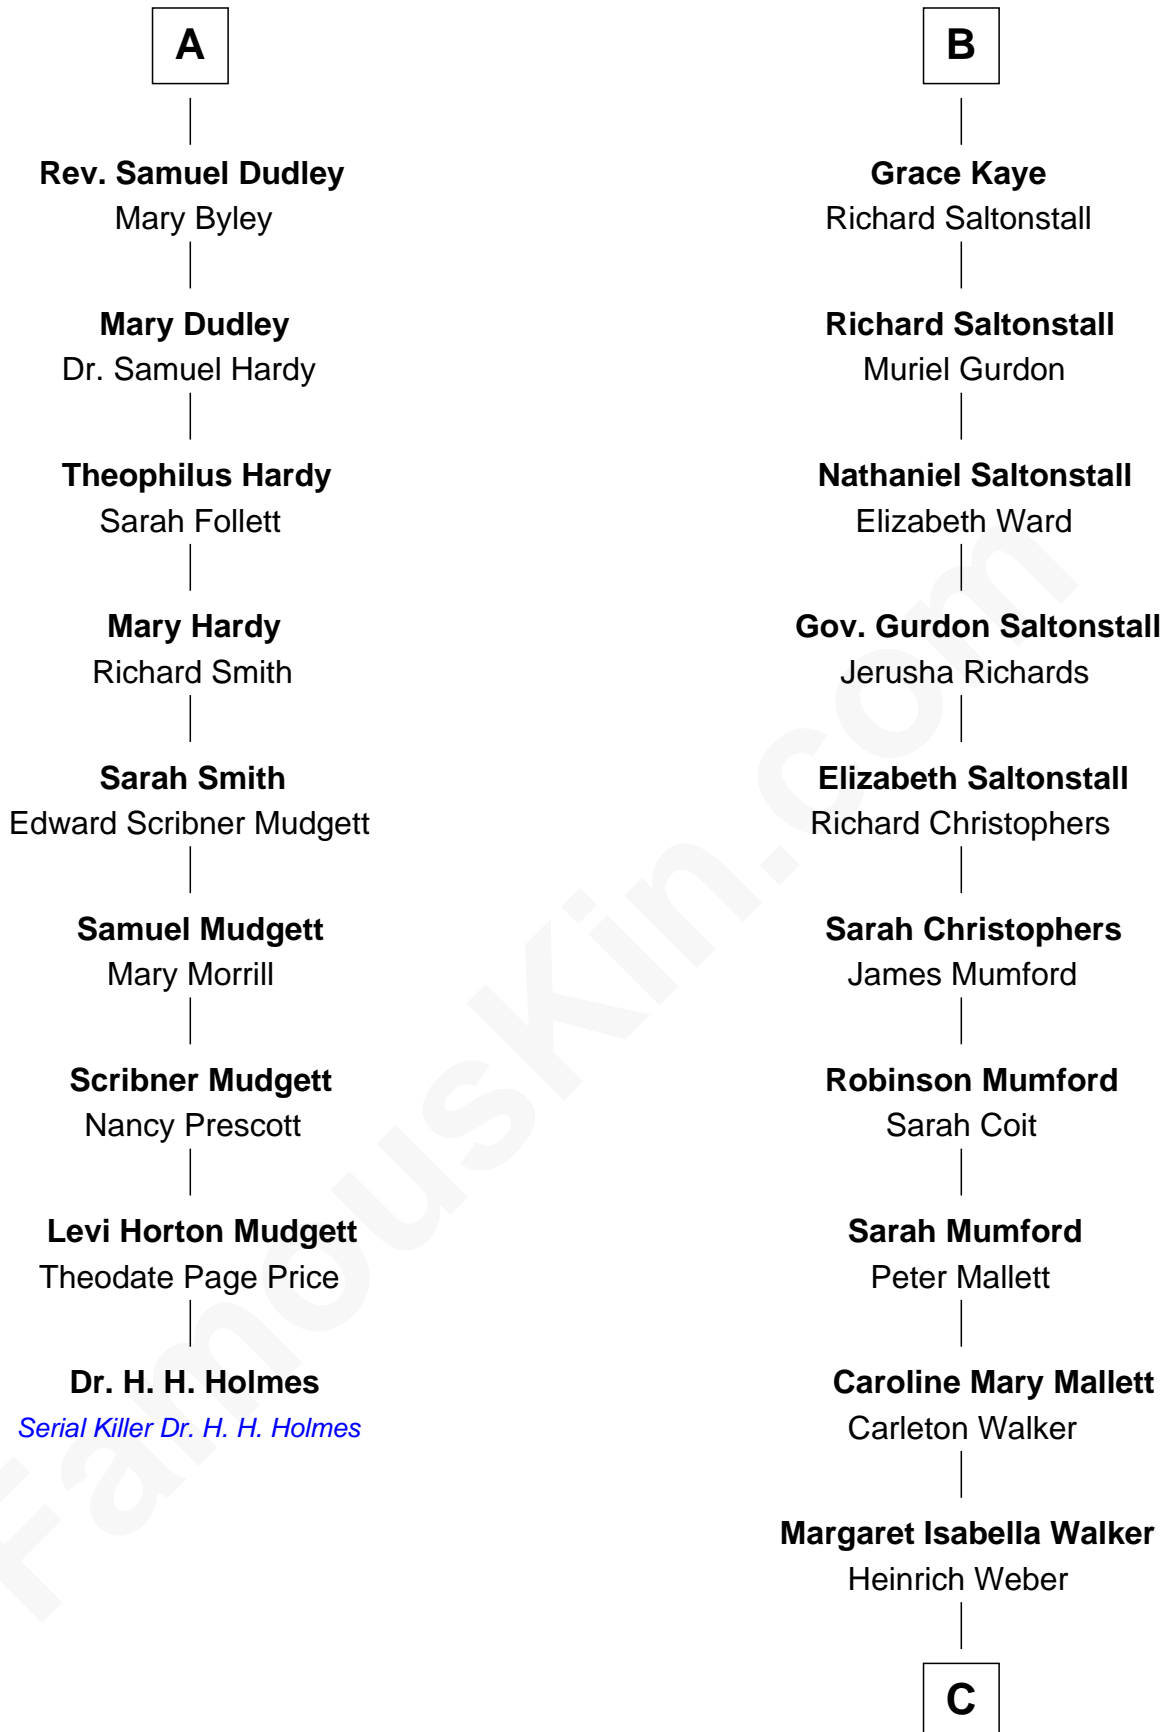 A
Rev. Samuel Dudley
Mary Byley
Mary Dudley
Dr. Samuel Hardy
Theophilus Hardy
Sarah Follett
Mary Hardy
Richard Smith
Sarah Smith
Edward Scribner Mudgett
Samuel Mudgett
Mary Morrill
Scribner Mudgett
Nancy Prescott
Levi Horton Mudgett
Theodate Page Price
Dr. H. H. Holmes
Serial Killer Dr. H. H. Holmes
B
Grace Kaye
Richard Saltonstall
Richard Saltonstall
Muriel Gurdon
Nathaniel Saltonstall
Elizabeth Ward
Gov. Gurdon Saltonstall
Jerusha Richards
Elizabeth Saltonstall
Richard Christophers
Sarah Christophers
James Mumford
Robinson Mumford
Sarah Coit
Sarah Mumford
Peter Mallett
Caroline Mary Mallett
Carleton Walker
Margaret Isabella Walker
Heinrich Weber
C
FamousKin.com